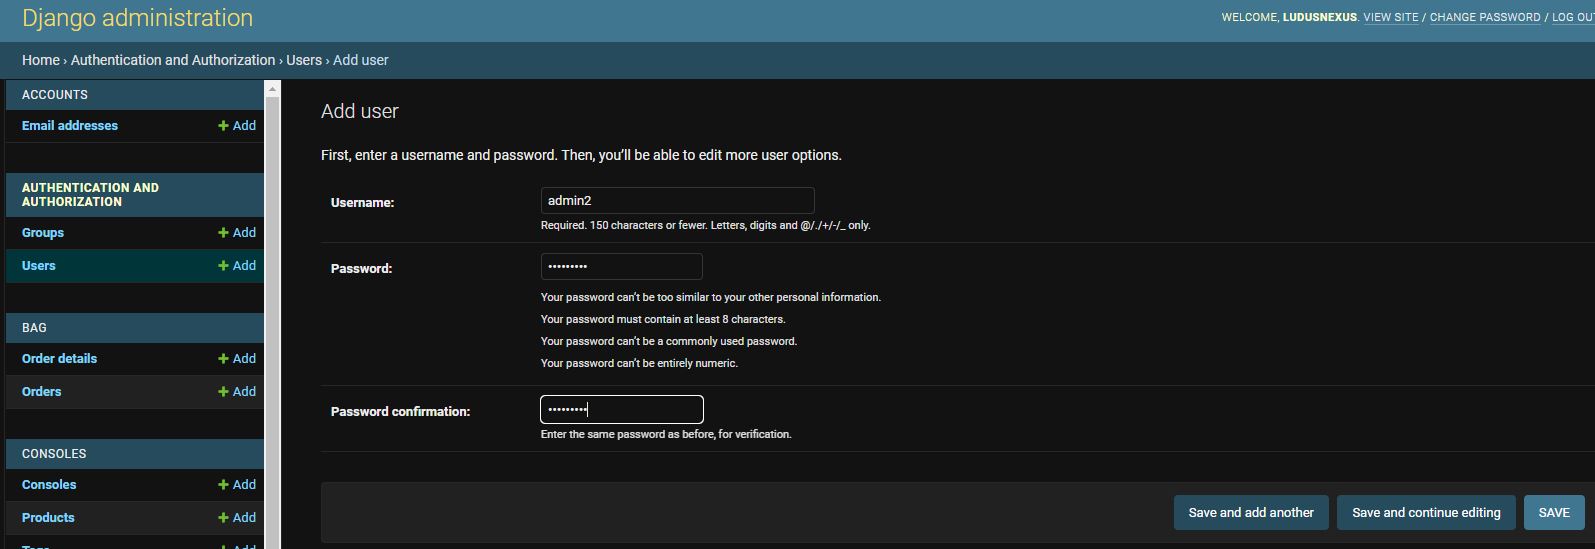 Django administration
WELCOME, LUDUSNEXUS. VIEW SITE / CHANGE PASSWORD / LOG OU
Home › Authentication and Authorization › Users › Add user
ACCOUNTS
Email addresses + Add
AUTHENTICATION AND
AUTHORIZATION
Groups + Add
Users + Add
BAG
Order details + Add
Orders + Add
CONSOLES
Consoles + Add
Products + Add
Add user
First, enter a username and password. Then, you’ll be able to edit more user options.
Username: admin2
Required. 150 characters or fewer. Letters, digits and @/./+/-/_ only.
Password: •••••••••
Your password can’t be too similar to your other personal information.
Your password must contain at least 8 characters.
Your password can’t be a commonly used password.
Your password can’t be entirely numeric.
Password confirmation: •••••••••
Enter the same password as before, for verification.
Save and add another Save and continue editing SAVE